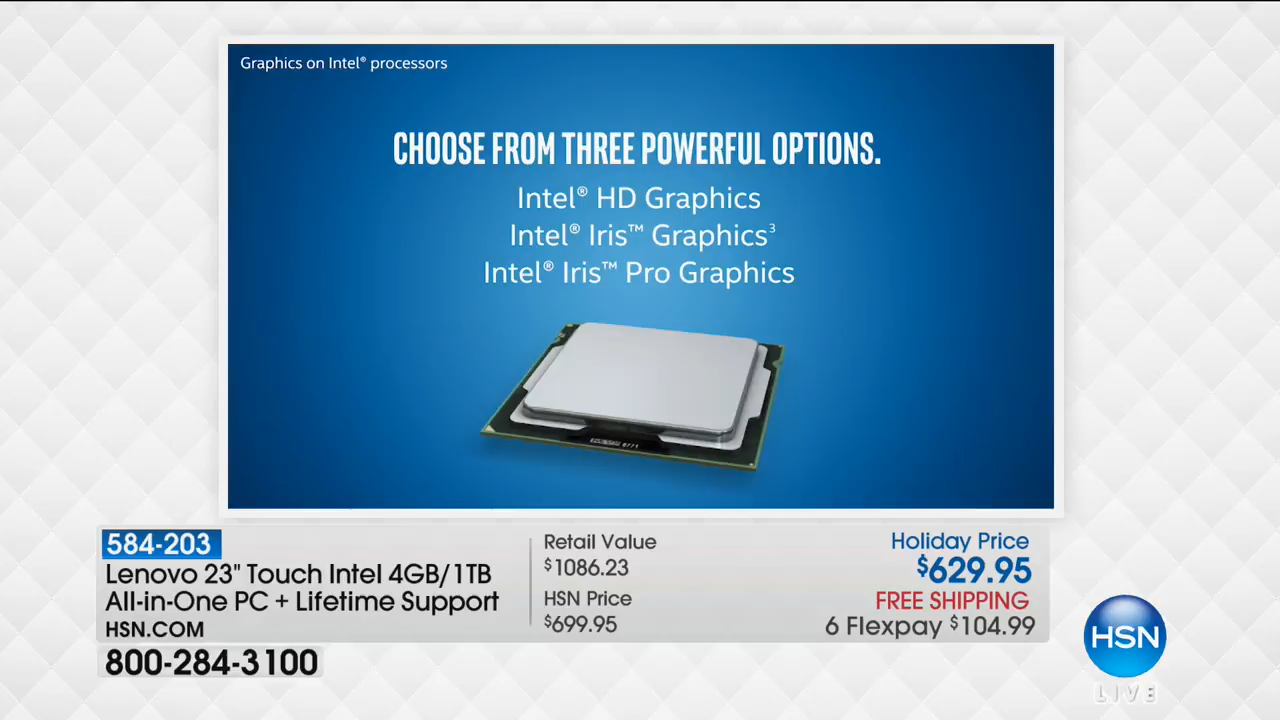 Graphics on Intel® processors
CHOOSE FROM THREE POWERFUL OPTIONS.
Intel® HD Graphics
Intel® Iris™ Graphics³
Intel® Iris™ Pro Graphics
584-203
Lenovo 23" Touch Intel 4GB/1TB
All-in-One PC + Lifetime Support
HSN.COM
800-284-3100
Retail Value
$1086.23
HSN Price
$699.95
Holiday Price
$629.95
FREE SHIPPING
6 Flexpay $104.99
HSN
LIVE